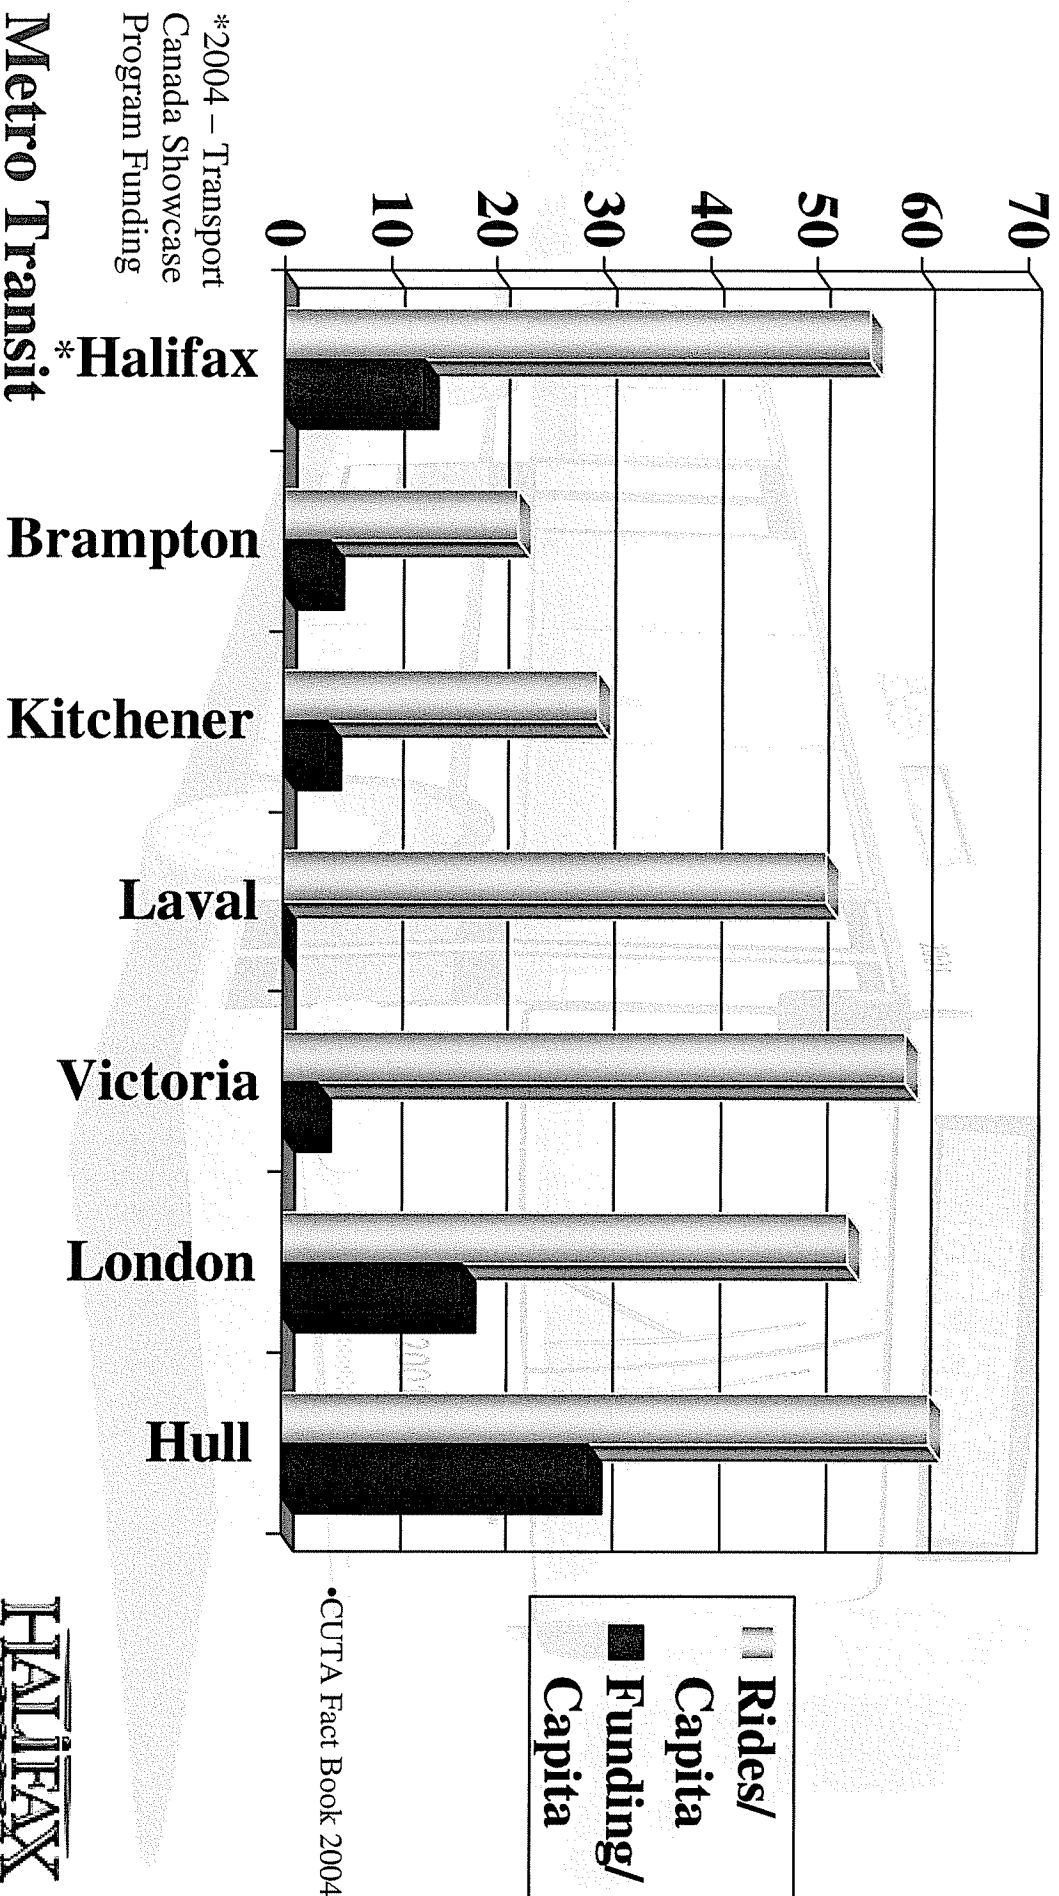 70
60
50
40
30
20
10
0
*Halifax
Brampton
Kitchener
Laval
Victoria
London
Hull
Rides/
Capita
Funding/
Capita
*2004 – Transport
Canada Showcase
Program Funding
•CUTA Fact Book 2004
Metro Transit
HALIFAX